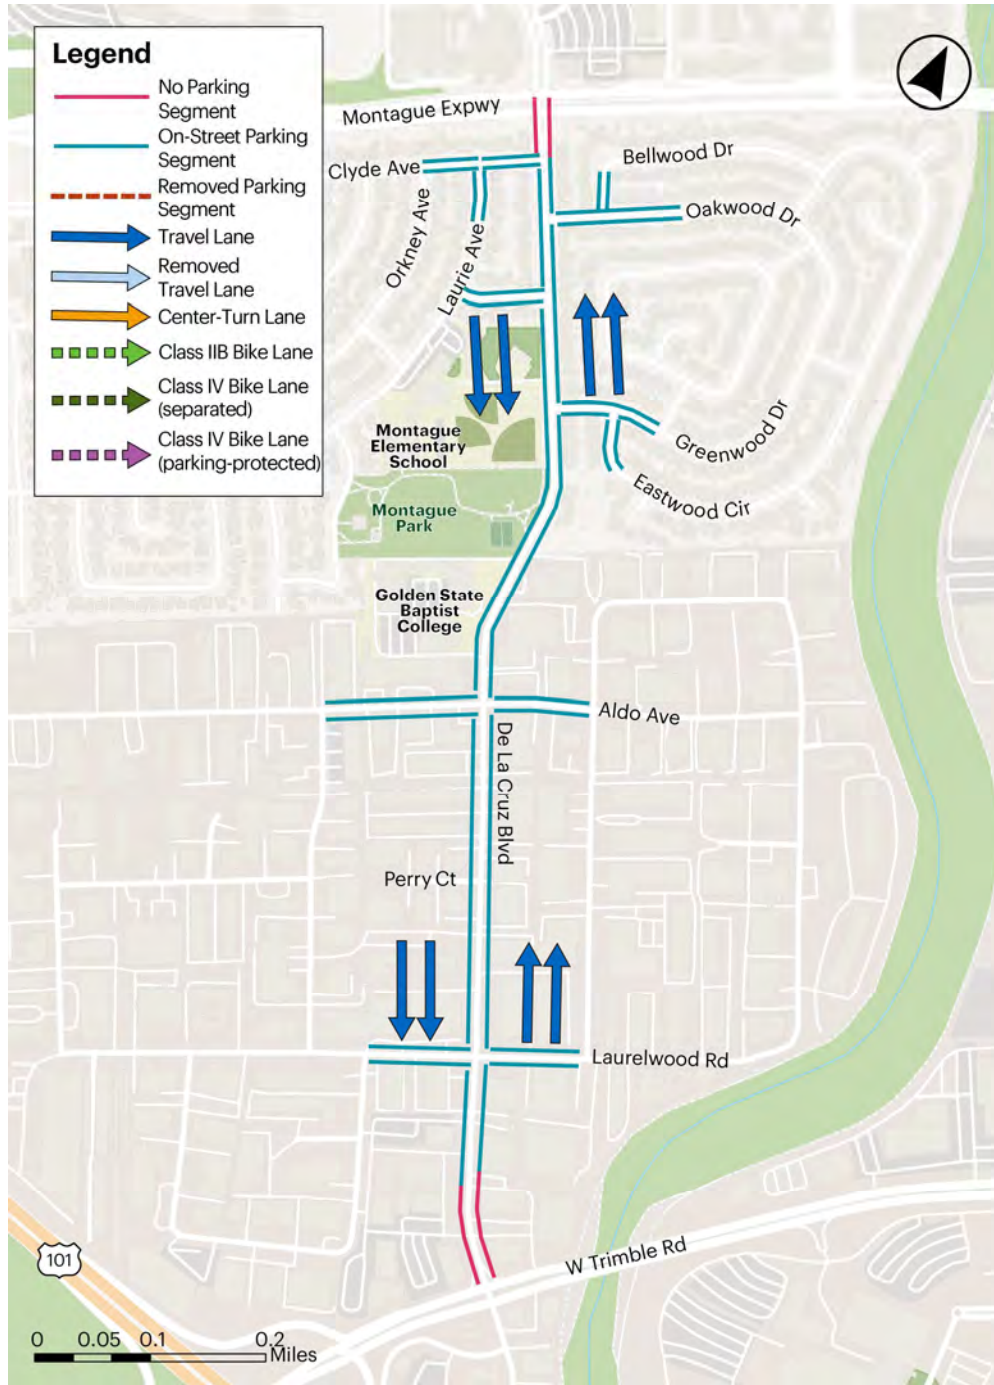 Legend
No Parking
Segment
On-Street Parking
Segment
Removed Parking
Segment
Travel Lane
Removed
Travel Lane
Center-Turn Lane
Class IIB Bike Lane
Class IV Bike Lane
(separated)
Class IV Bike Lane
(parking-protected)
Montague Expwy
Clyde Ave
Bellwood Dr
Oakwood Dr
Orkney Ave
Laurie Ave
Montague
Elementary
School
Greenwood Dr
Eastwood Cir
Montague
Park
Golden State
Baptist
College
Aldo Ave
De La Cruz Blvd
Perry Ct
Laurelwood Rd
W Trimble Rd
101
0 0.05 0.1 0.2
Miles